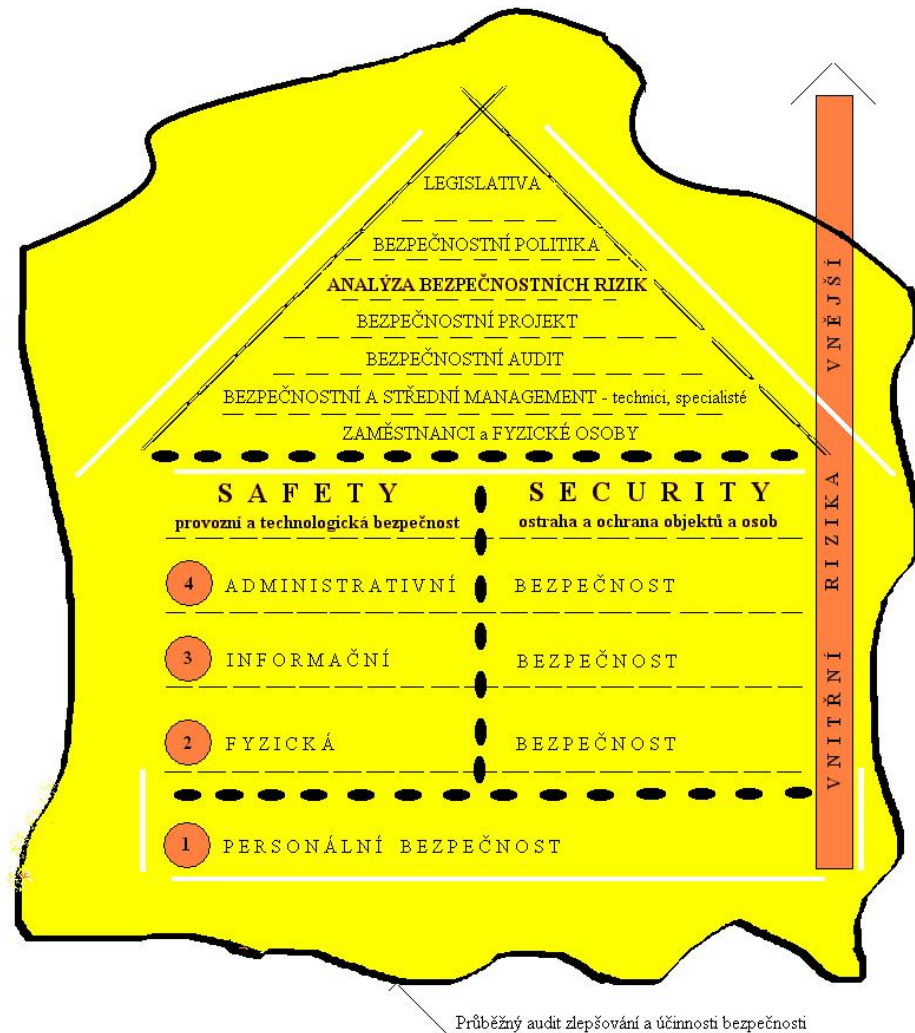 LEGISLATIVA
BEZPEČNOSTNÍ POLITIKA
ANALÝZA BEZPEČNOSTNÍCH RIZIK
BEZPEČNOSTNÍ PROJEKT
BEZPEČNOSTNÍ AUDIT
BEZPEČNOSTNÍ A STŘEDNÍ MANAGEMENT - technici, specialisté
ZAMĚSTNANCI a FYZICKÉ OSOBY
SAFETY
provozní a technologická bezpečnost
SECURITY
ostraha a ochrana objektů a osob
4 ADMINISTRATIVNÍ BEZPEČNOST
3 INFORMAČNÍ BEZPEČNOST
2 FYZICKÁ BEZPEČNOST
1 PERSONÁLNÍ BEZPEČNOST
VNITŘNÍ RIZIKA VNĚJŠÍ
Průběžný audit zlepšování a účinnosti bezpečnosti